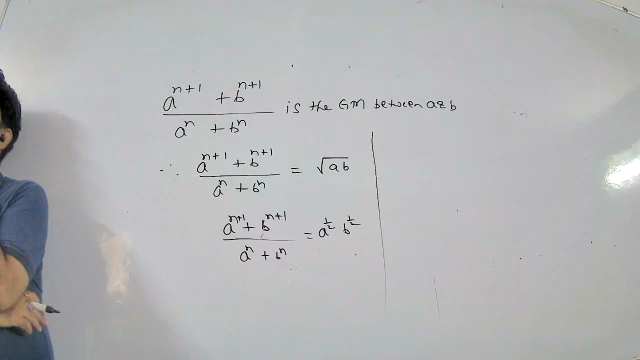 a^(n+1) + b^(n+1) / a^n + b^n is the GM between a & b
∴ a^(n+1) + b^(n+1) / a^n + b^n = √ab
a^(n+1) + b^(n+1) / a^n + b^n = a^(1/2) b^(1/2)